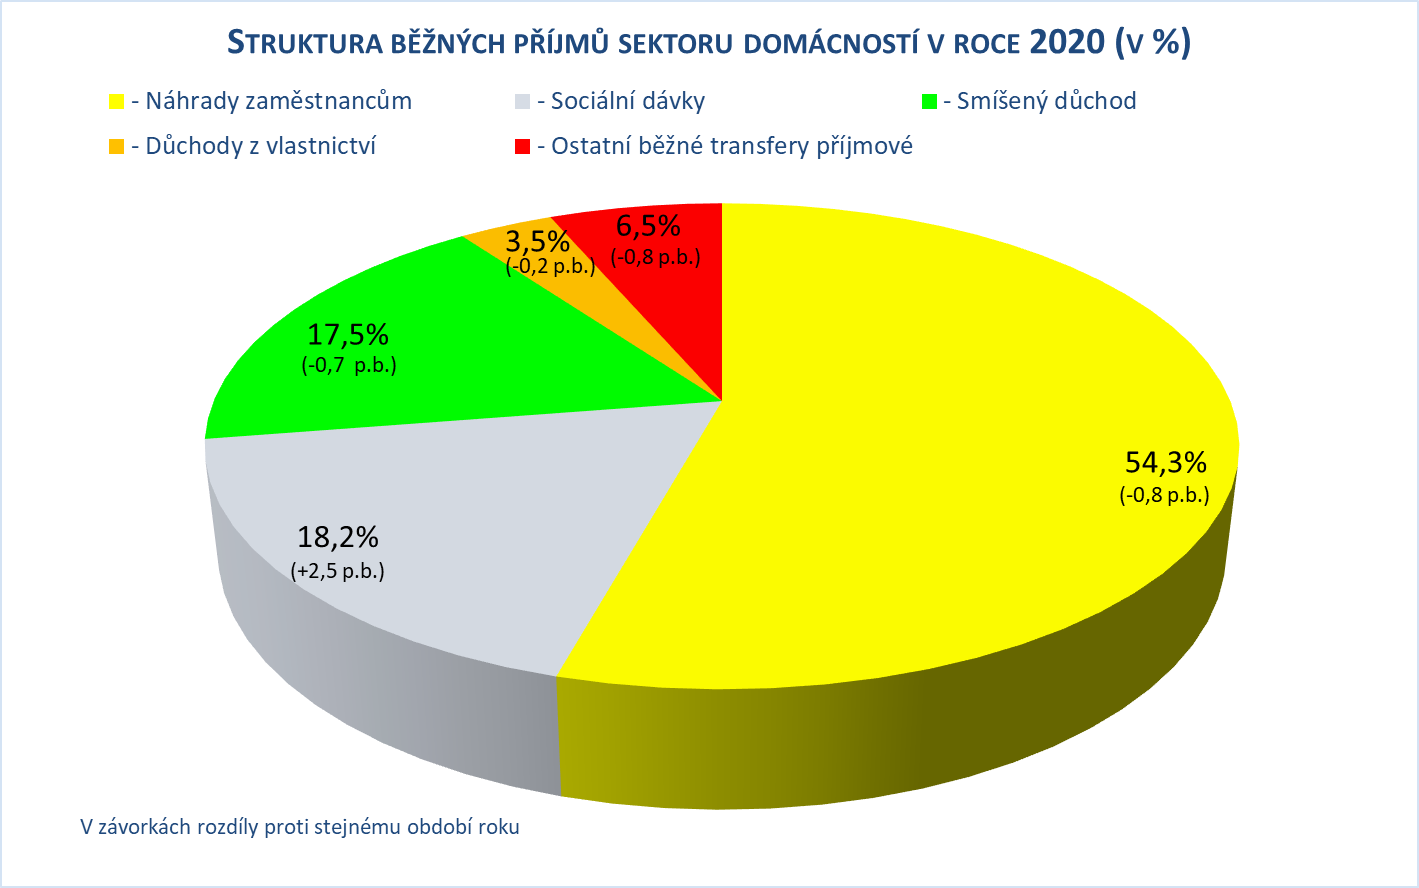 STRUKTURA BĚŽNÝCH PŘÍJMŮ SEKTORU DOMÁCNOSTÍ V ROCE 2020 (V %)
- Náhrady zaměstnancům
- Sociální dávky
- Smíšený důchod
- Důchody z vlastnictví
- Ostatní běžné transfery příjmové
6,5%
(-0,8 p.b.)
3,5%
(-0,2 p.b.)
17,5%
(-0,7 p.b.)
54,3%
(-0,8 p.b.)
18,2%
(+2,5 p.b.)
V závorkách rozdíly proti stejnému období roku